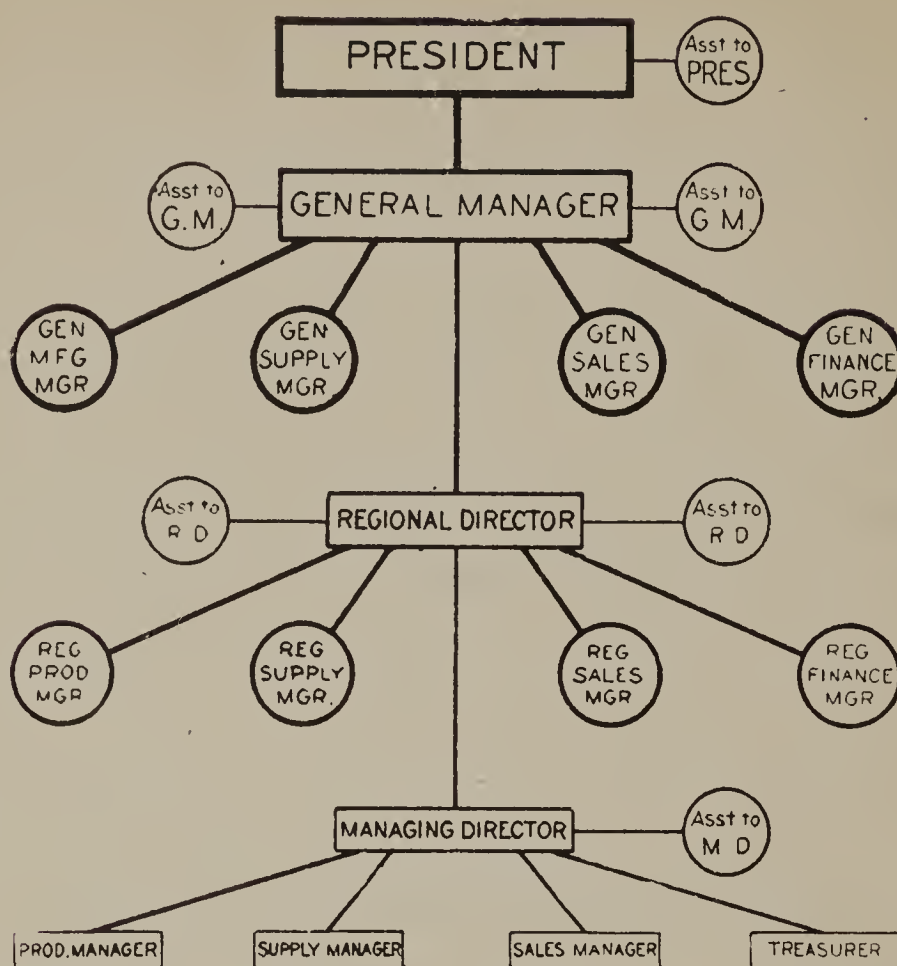 PRESIDENT
Asst to
PRES.
Asst to
G.M.
GENERAL MANAGER
Asst to
G M.
GEN
MFG
MGR
GEN
SUPPLY
MGR.
GEN
SALES
MGR
GEN
FINANCE
MGR.
Asst to
R D
REGIONAL DIRECTOR
Asst to
R D
REG
PROD
MGR
REG
SUPPLY
MGR.
REG
SALES
MGR
REG
FINANCE
MGR
MANAGING DIRECTOR
Asst to
M D
PROD. MANAGER
SUPPLY MANAGER
SALES MANAGER
TREASURER